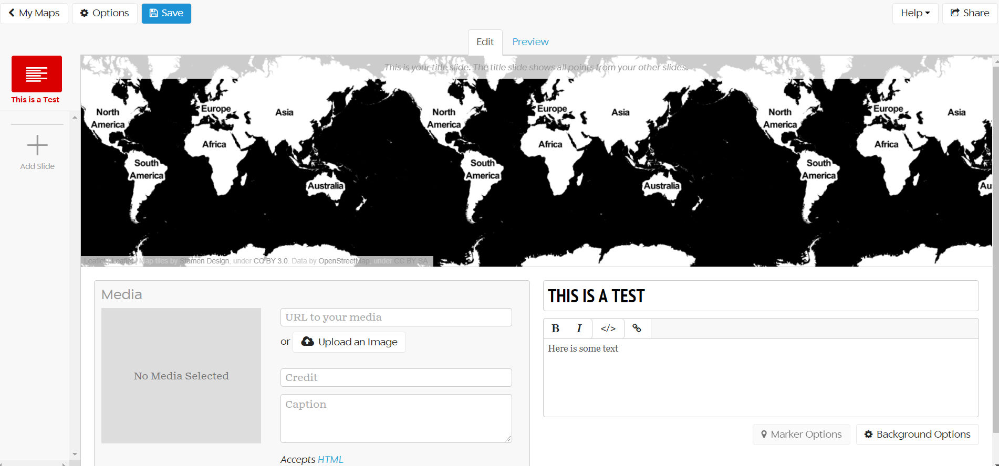 My Maps
Options
Save
Help
Share
Edit
Preview
This is a Test
Add Slide
This is your title slide. The title slide shows all points from your other slides.
North America
Europe
Asia
Africa
South America
Australia
North America
Europe
Asia
Africa
South America
Australia
North America
Europe
Asia
Africa
South America
Au
Leaflet | Leaflet | Map tiles by Stamen Design, under CC BY 3.0. Data by OpenStreetMap, under CC BY SA
Media
No Media Selected
URL to your media
or Upload an Image
Credit
Caption
Accepts HTML
THIS IS A TEST
B I </>
Here is some text
Marker Options
Background Options